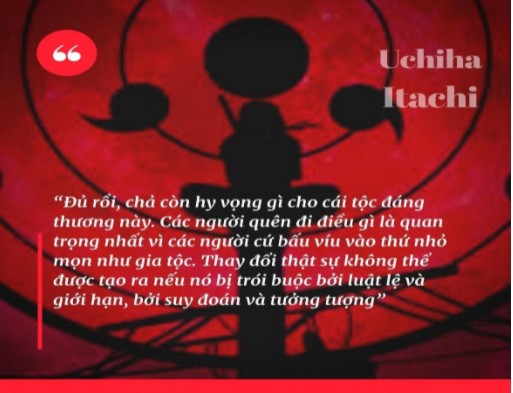 Uchiha
Itachi
“Đủ rồi, chả còn hy vọng gì cho cái tộc đáng
thương này. Các người quên đi điều gì là quan
trọng nhất vì các người cứ bấu víu vào thứ nhỏ
mọn như gia tộc. Thay đổi thật sự không thể
được tạo ra nếu nó bị trói buộc bởi luật lệ và
giới hạn, bởi suy đoán và tưởng tượng”